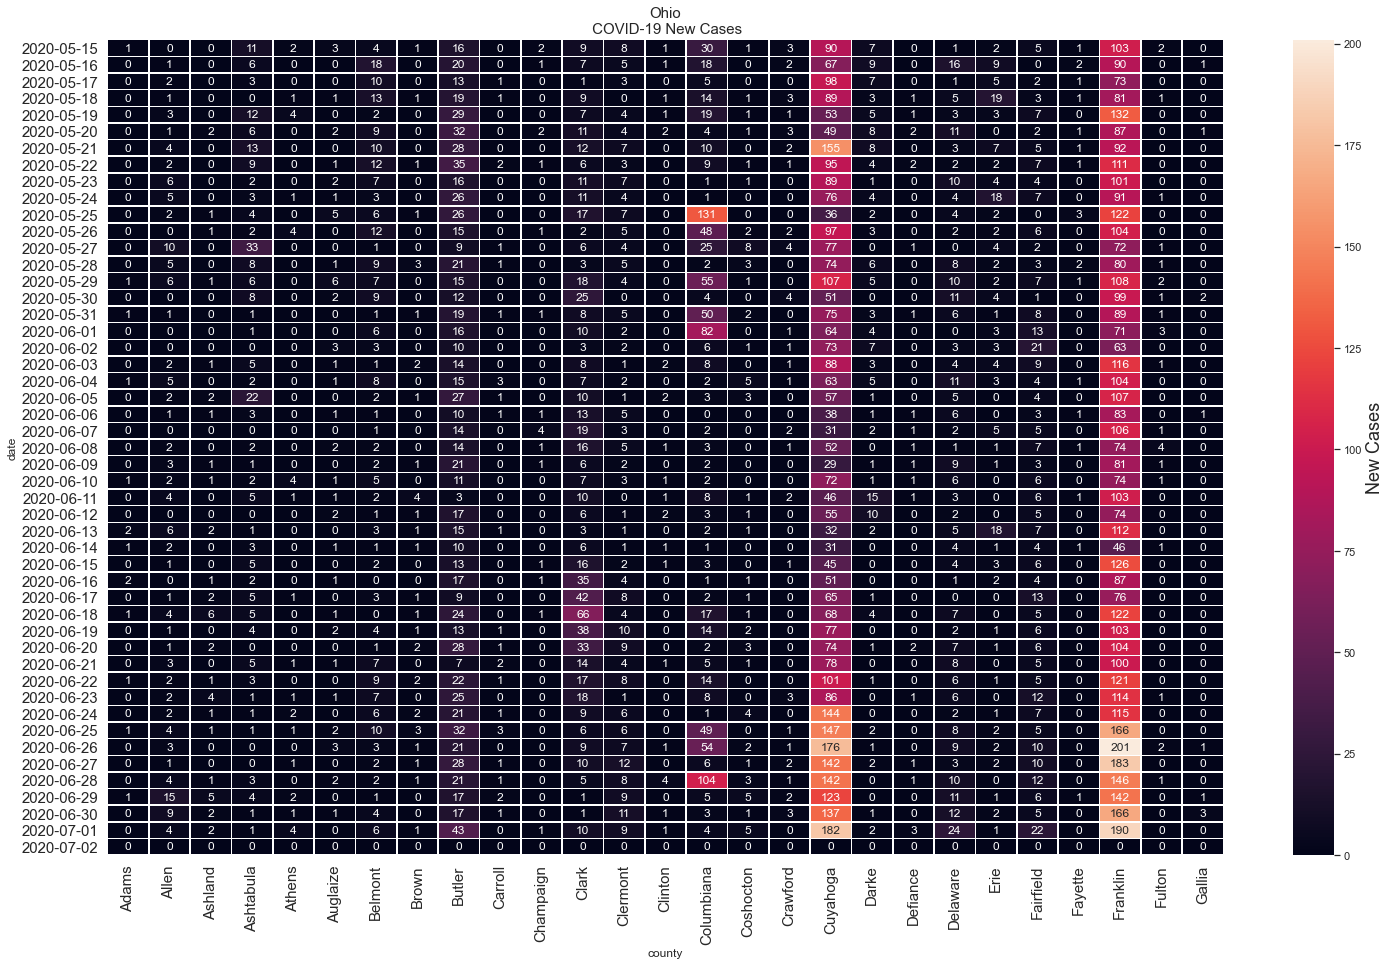 Ohio
COVID-19 New Cases
2020-05-15 1 0 0 11 2 3 4 1 16 0 2 9 8 1 30 1 3 90 7 0 1 2 5 1 103 2 0
2020-05-16 0 1 0 6 0 0 18 0 20 0 1 7 5 1 18 0 2 67 9 0 16 9 0 2 90 0 1
2020-05-17 0 2 0 3 0 0 10 0 13 1 0 1 3 0 5 0 0 98 7 0 1 5 2 1 73 0 0
2020-05-18 0 1 0 0 1 1 13 1 19 1 0 9 0 1 14 1 3 89 3 1 5 19 3 1 81 1 0
2020-05-19 0 3 0 12 4 0 2 0 29 0 0 7 4 1 19 1 1 53 5 1 3 3 7 0 132 0 0
2020-05-20 0 1 2 6 0 2 9 0 32 0 2 11 4 2 4 1 3 49 8 2 11 0 2 1 87 0 1
2020-05-21 0 4 0 13 0 0 10 0 28 0 0 12 7 0 10 0 2 155 8 0 3 7 5 1 92 0 0
2020-05-22 0 2 0 9 0 1 12 1 35 2 1 6 3 0 9 1 1 95 4 2 2 2 7 1 111 0 0
2020-05-23 0 6 0 2 0 2 7 0 16 0 0 11 7 0 1 1 0 89 1 0 10 4 4 0 101 0 0
2020-05-24 0 5 0 3 1 1 3 0 26 0 0 11 4 0 1 0 0 76 4 0 4 18 7 0 91 1 0
2020-05-25 0 2 1 4 0 5 6 1 26 0 0 17 7 0 131 0 0 36 2 0 4 2 0 3 122 0 0
2020-05-26 0 0 1 2 4 0 12 0 15 0 1 2 5 0 48 2 2 97 3 0 2 2 6 0 104 0 0
2020-05-27 0 10 0 33 0 0 1 0 9 1 0 6 4 0 25 8 4 77 0 1 0 4 2 0 72 1 0
2020-05-28 0 5 0 8 0 1 9 3 21 1 0 3 5 0 2 3 0 74 6 0 8 2 3 2 80 1 0
2020-05-29 1 6 1 6 0 6 7 0 15 0 0 18 4 0 55 1 0 107 5 0 10 2 7 1 108 2 0
2020-05-30 0 0 0 8 0 2 9 0 12 0 0 25 0 0 4 0 4 51 0 0 11 4 1 0 99 1 2
2020-05-31 1 1 0 1 0 0 1 1 19 1 1 8 5 0 50 2 0 75 3 1 6 1 8 0 89 1 0
2020-06-01 0 0 0 1 0 0 6 0 16 0 0 10 2 0 82 0 1 64 4 0 0 3 13 0 71 3 0
2020-06-02 0 0 0 0 0 3 3 0 10 0 0 3 2 0 6 1 1 73 7 0 3 3 21 0 63 0 0
2020-06-03 0 2 1 5 0 1 1 2 14 0 0 8 1 2 8 0 1 88 3 0 4 4 9 0 116 1 0
2020-06-04 1 5 0 2 0 1 8 0 15 3 0 7 2 0 2 5 1 63 5 0 11 3 4 1 104 0 0
2020-06-05 0 2 2 22 0 0 2 1 27 1 0 10 1 2 3 3 0 57 1 0 5 0 4 0 107 0 0
2020-06-06 0 1 1 3 0 1 1 0 10 1 1 13 5 0 0 0 0 38 1 1 6 0 3 1 83 0 1
2020-06-07 0 0 0 0 0 0 1 0 14 0 4 19 3 0 2 0 2 31 2 1 2 5 5 0 106 1 0
2020-06-08 0 2 0 2 0 2 2 0 14 0 1 16 5 1 3 0 1 52 0 1 1 1 7 1 74 4 0
2020-06-09 0 3 1 1 0 0 2 1 21 0 1 6 2 0 2 0 0 29 1 1 9 1 3 0 81 1 0
2020-06-10 1 2 1 2 4 1 5 0 11 0 0 7 3 1 2 0 0 72 1 1 6 0 6 0 74 1 0
2020-06-11 0 4 0 5 1 1 2 4 3 0 0 10 0 1 8 1 2 46 15 1 3 0 6 1 103 0 0
2020-06-12 0 0 0 0 0 2 1 1 17 0 0 6 1 2 3 1 0 55 10 0 2 0 5 0 74 0 0
2020-06-13 2 6 2 1 0 0 3 1 15 1 0 3 1 0 2 1 0 32 2 0 5 18 7 0 112 0 0
2020-06-14 1 2 0 3 0 1 1 1 10 0 0 6 1 1 1 0 0 31 0 0 4 1 4 1 46 1 0
2020-06-15 0 1 0 5 0 0 2 0 13 0 1 16 2 1 3 0 1 45 0 0 4 3 6 0 126 0 0
2020-06-16 2 0 1 2 0 1 0 0 17 0 1 35 4 0 1 1 0 51 0 0 1 2 4 0 87 0 0
2020-06-17 0 1 2 5 1 0 3 1 9 0 0 42 8 0 2 1 0 65 1 0 0 0 13 0 76 0 0
2020-06-18 1 4 6 5 0 1 0 1 24 0 1 66 4 0 17 1 0 68 4 0 7 0 5 0 122 0 0
2020-06-19 0 1 0 4 0 2 4 1 13 1 0 38 10 0 14 2 0 77 0 0 2 1 6 0 103 0 0
2020-06-20 0 1 2 0 0 0 1 2 28 1 0 33 9 0 2 3 0 74 1 2 7 1 6 0 104 0 0
2020-06-21 0 3 0 5 1 1 7 0 7 2 0 14 4 1 5 1 0 78 0 0 8 0 5 0 100 0 0
2020-06-22 1 2 1 3 0 0 9 2 22 1 0 17 8 0 14 0 0 101 1 0 6 1 5 0 121 0 0
2020-06-23 0 2 4 1 1 1 7 0 25 0 0 18 1 0 8 0 3 86 0 1 6 0 12 0 114 1 0
2020-06-24 0 2 1 1 2 0 6 2 21 1 0 9 6 0 1 4 0 144 0 0 2 1 7 0 115 0 0
2020-06-25 1 4 1 1 1 2 10 3 32 3 0 6 6 0 49 0 1 147 2 0 8 2 5 0 166 0 0
2020-06-26 0 3 0 0 0 3 3 1 21 0 0 9 7 1 54 2 1 176 1 0 9 2 10 0 201 2 1
2020-06-27 0 1 0 0 1 0 2 1 28 1 0 10 12 0 6 1 2 142 2 1 3 2 10 0 183 0 0
2020-06-28 0 4 1 3 0 2 2 1 21 1 0 5 8 4 104 3 1 142 0 1 10 0 12 0 146 1 0
2020-06-29 1 15 5 4 2 0 1 0 17 2 0 1 9 0 5 5 2 123 0 0 11 1 6 1 142 0 1
2020-06-30 0 9 2 1 1 1 4 0 17 1 0 1 11 1 3 1 3 137 1 0 12 2 5 0 166 0 3
2020-07-01 0 4 2 1 4 0 6 1 43 0 1 10 9 1 4 5 0 182 2 3 24 1 22 0 190 0 0
2020-07-02 0 0 0 0 0 0 0 0 0 0 0 0 0 0 0 0 0 0 0 0 0 0 0 0 0 0 0
date
Adams Allen Ashland Ashtabula Athens Auglaize Belmont Brown Butler Carroll Champaign Clark Clermont Clinton Columbiana Coshocton Crawford Cuyahoga Darke Defiance Delaware Erie Fairfield Fayette Franklin Fulton Gallia
county
200
175
150
125
100
75
50
25
0
New Cases